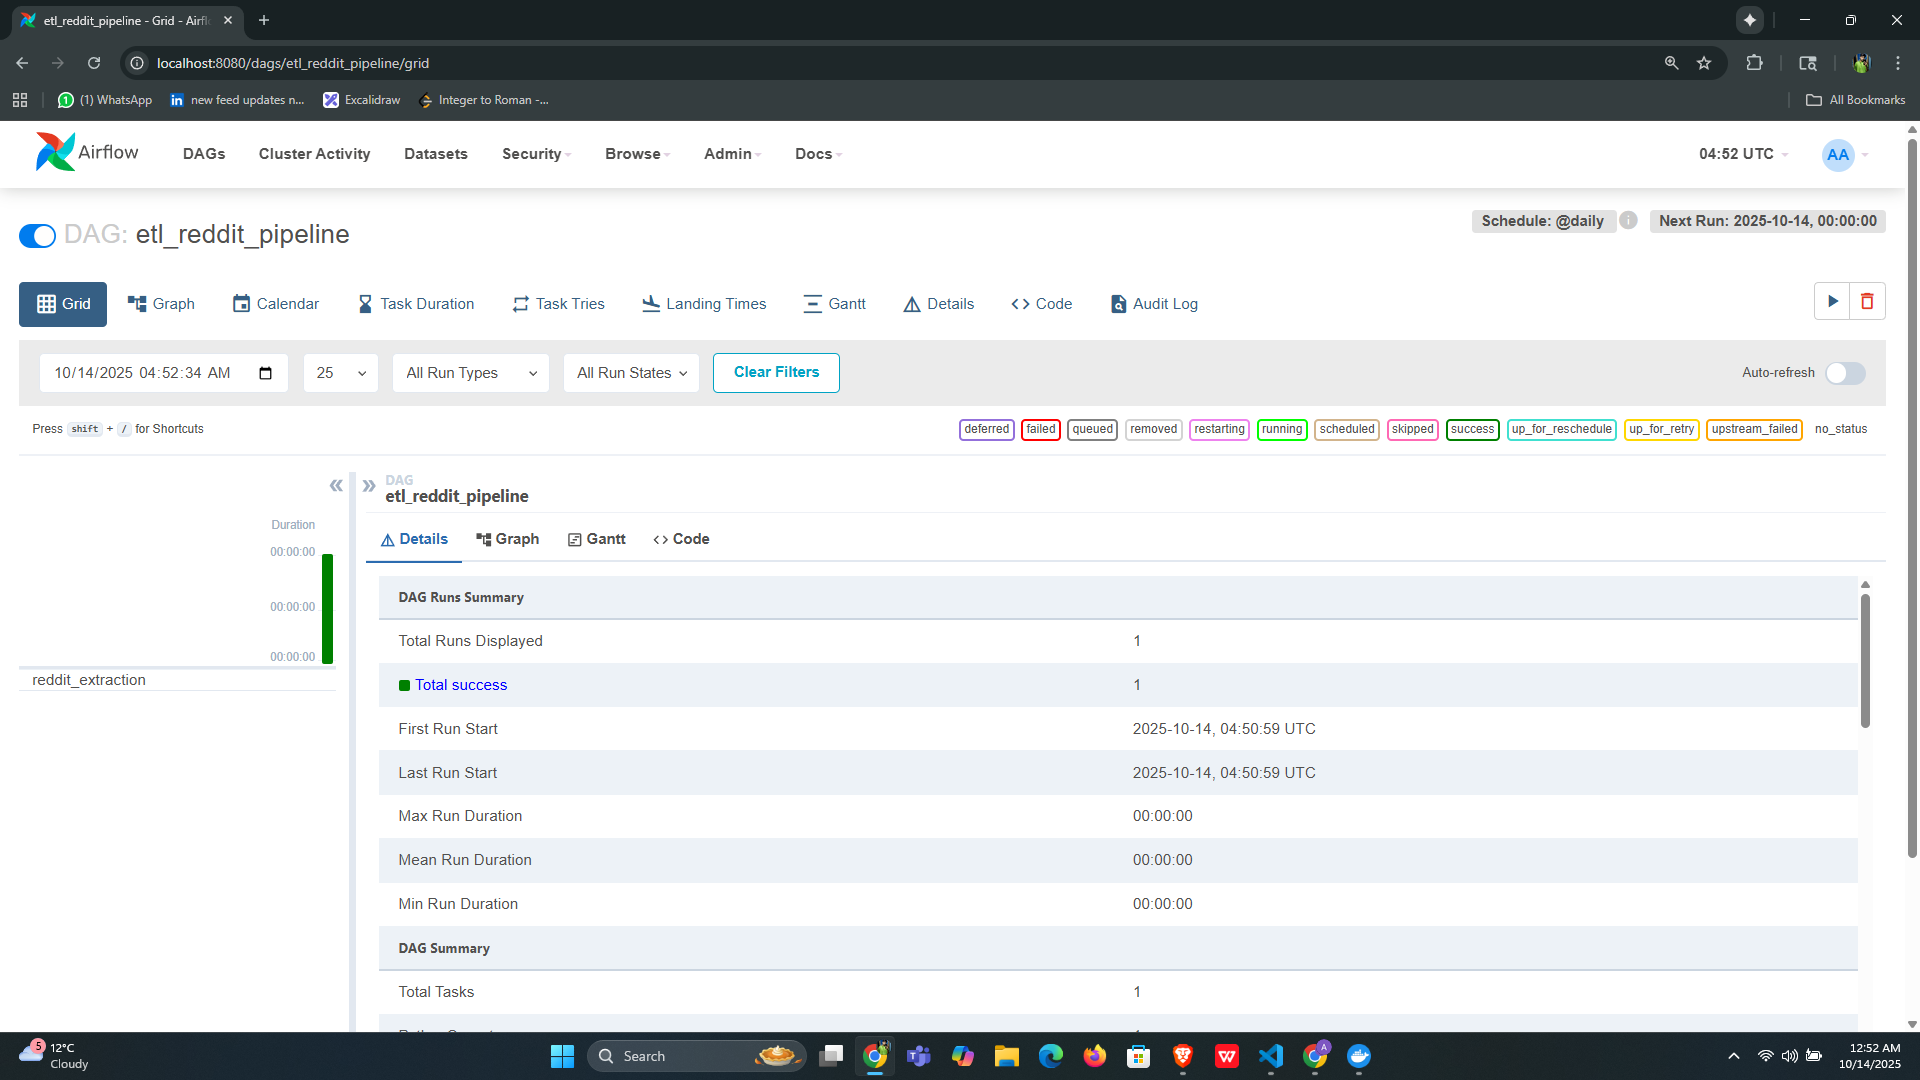 etl_reddit_pipeline - Grid - Airfl
localhost:8080/dags/etl_reddit_pipeline/grid
(1) WhatsApp
new feed updates n...
Excalidraw
Integer to Roman -...
All Bookmarks
Airflow
DAGs
Cluster Activity
Datasets
Security
Browse
Admin
Docs
04:52 UTC
AA
DAG: etl_reddit_pipeline
Schedule: @daily
Next Run: 2025-10-14, 00:00:00
Grid
Graph
Calendar
Task Duration
Task Tries
Landing Times
Gantt
Details
Code
Audit Log
10/14/2025 04:52:34 AM
25
All Run Types
All Run States
Clear Filters
Auto-refresh
Press shift + / for Shortcuts
deferred
failed
queued
removed
restarting
running
scheduled
skipped
success
up_for_reschedule
up_for_retry
upstream_failed
no_status
Duration
00:00:00
00:00:00
00:00:00
reddit_extraction
DAG
etl_reddit_pipeline
Details
Graph
Gantt
Code
DAG Runs Summary
Total Runs Displayed 1
Total success 1
First Run Start 2025-10-14, 04:50:59 UTC
Last Run Start 2025-10-14, 04:50:59 UTC
Max Run Duration 00:00:00
Mean Run Duration 00:00:00
Min Run Duration 00:00:00
DAG Summary
Total Tasks 1
5
12°C
Cloudy
Search
A
12:52 AM
10/14/2025